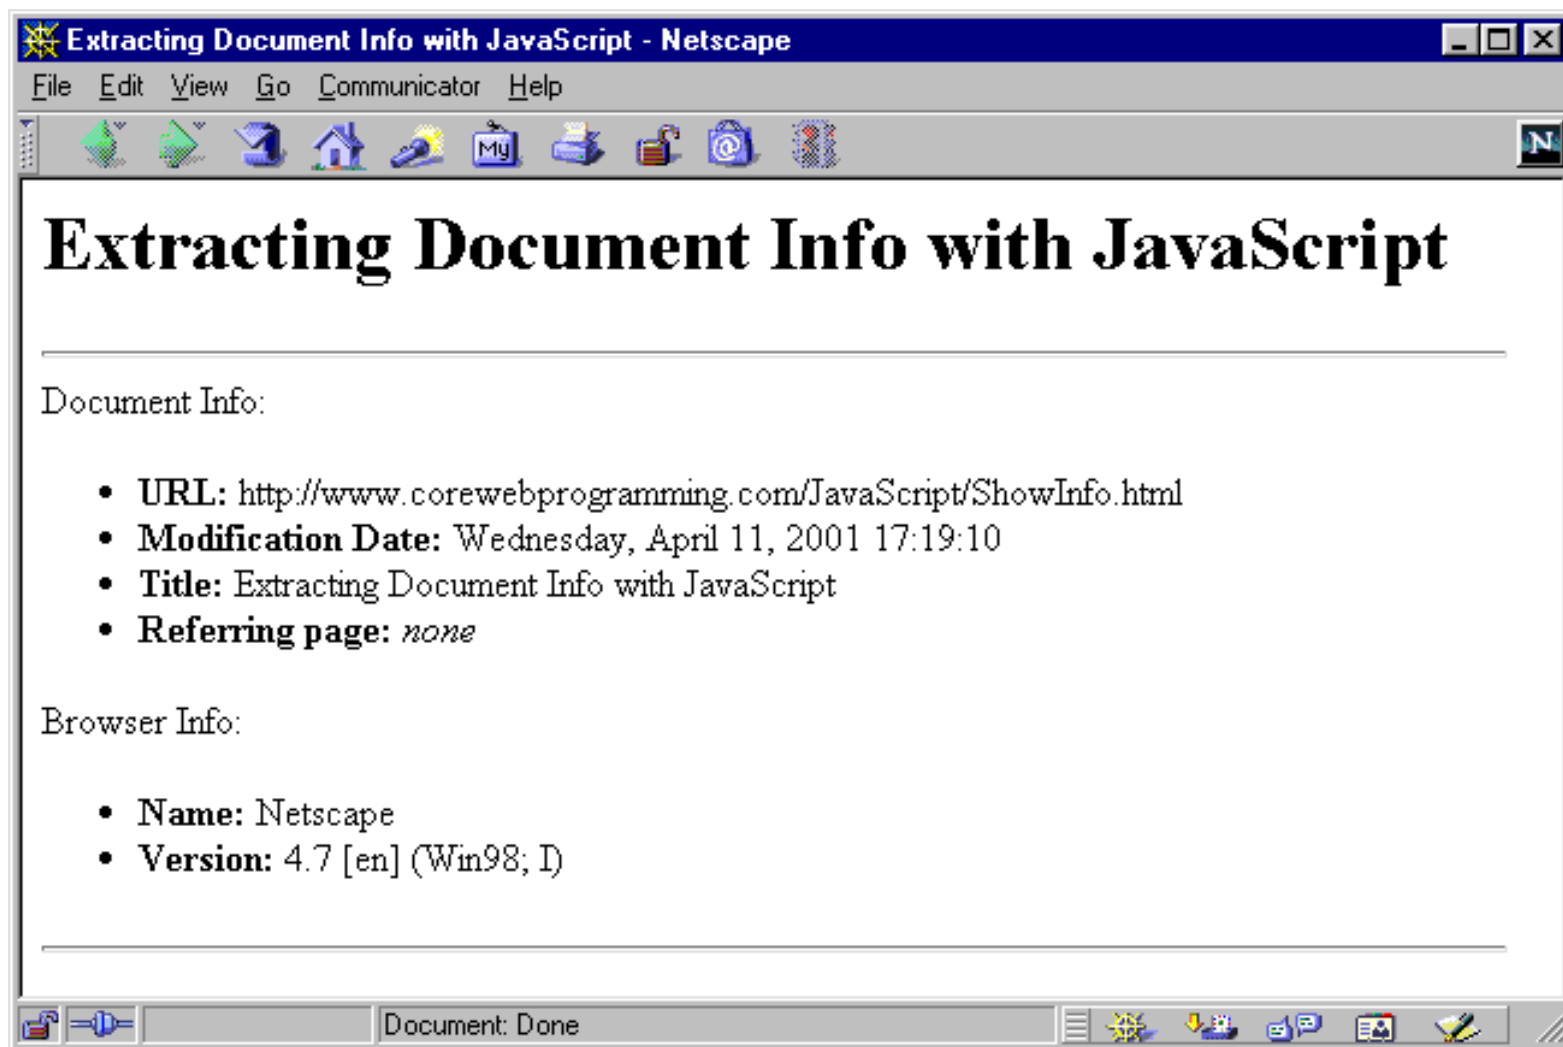 Extracting Document Info with JavaScript - Netscape
File Edit View Go Communicator Help
My
@
N
Extracting Document Info with JavaScript
Document Info:
• URL: http://www.corewebprogramming.com/JavaScript/ShowInfo.html
• Modification Date: Wednesday, April 11, 2001 17:19:10
• Title: Extracting Document Info with JavaScript
• Referring page: none
Browser Info:
• Name: Netscape
• Version: 4.7 [en] (Win98; I)
Document: Done